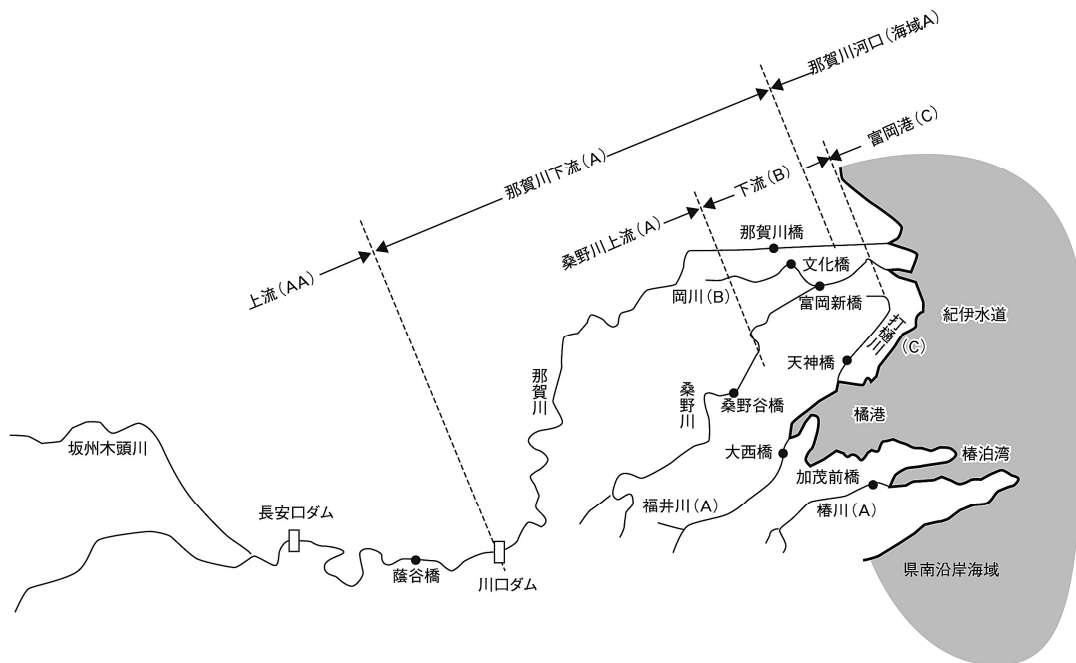 那賀川河口(海域A)
富岡港(C)
那賀川下流(A)
下流(B)
桑野川上流(A)
上流(AA)
那賀川橋
文化橋
岡川(B)
富岡新橋
紀伊水道
打樋川
(C)
天神橋
那賀川
桑野川
桑野谷橋
橘港
坂州木頭川
大西橋
椿泊湾
加茂前橋
福井川(A)
椿川(A)
長安口ダム
蔭谷橋
川口ダム
県南沿岸海域